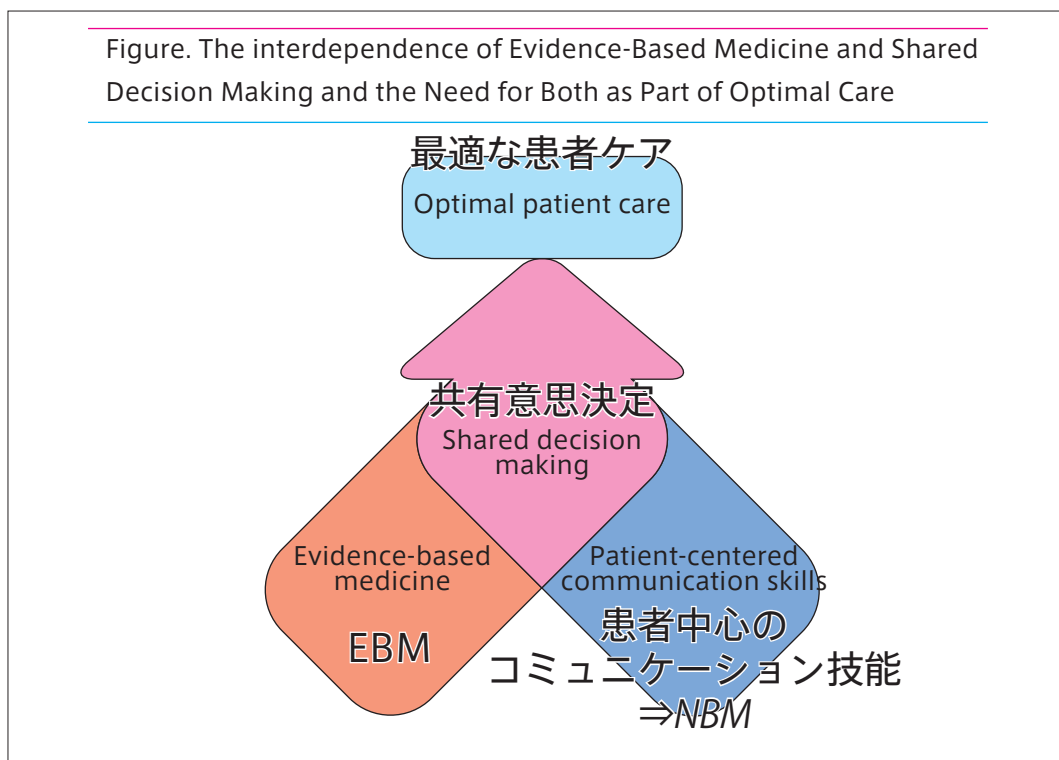 Figure. The interdependence of Evidence-Based Medicine and Shared
Decision Making and the Need for Both as Part of Optimal Care
最適な患者ケア
Optimal patient care
共有意思決定
Shared decision
making
Evidence-based
medicine
EBM
Patient-centered
communication skills
患者中心の
コミュニケーション技能
⇒NBM